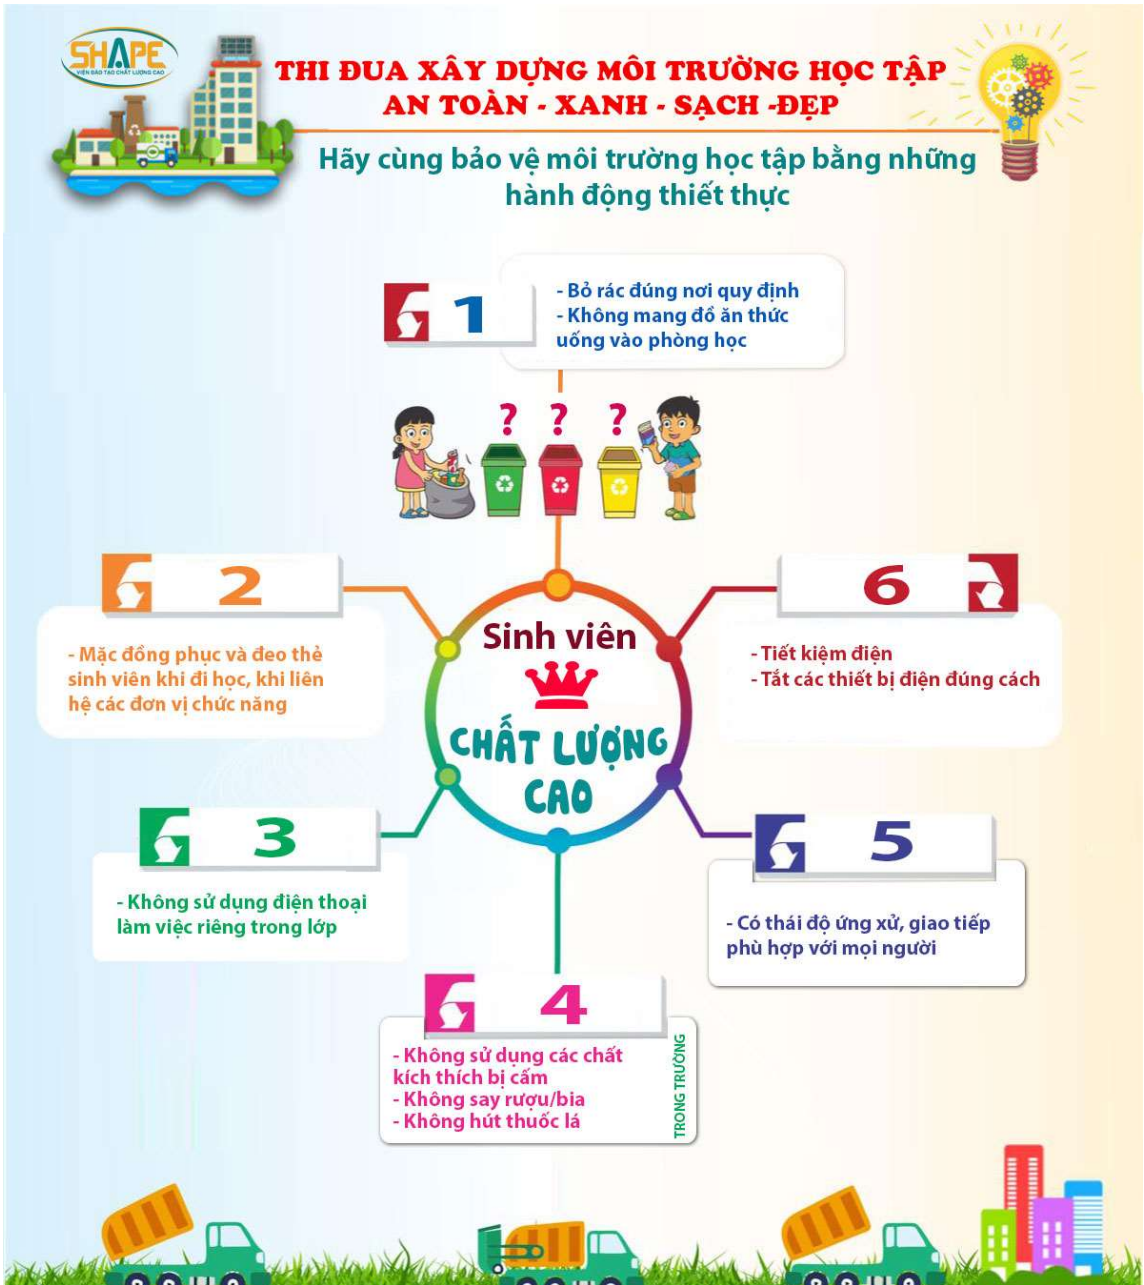 SHAPE
VIỆN ĐÀO TẠO CHẤT LƯỢNG CAO
THI ĐUA XÂY DỰNG MÔI TRƯỜNG HỌC TẬP
AN TOÀN - XANH - SẠCH -ĐẸP
Hãy cùng bảo vệ môi trường học tập bằng những
hành động thiết thực
1
- Bỏ rác đúng nơi quy định
- Không mang đồ ăn thức
uống vào phòng học
? ? ?
2
- Mặc đồng phục và đeo thẻ
sinh viên khi đi học, khi liên
hệ các đơn vị chức năng
6
- Tiết kiệm điện
- Tắt các thiết bị điện đúng cách
Sinh viên
CHẤT LƯỢNG
CAO
3
- Không sử dụng điện thoại
làm việc riêng trong lớp
5
- Có thái độ ứng xử, giao tiếp
phù hợp với mọi người
4
- Không sử dụng các chất
kích thích bị cấm
- Không say rượu/bia
- Không hút thuốc lá
TRONG TRƯỜNG